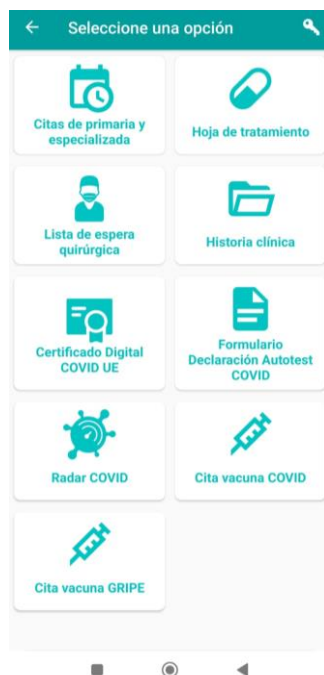 Seleccione una opción
Citas de primaria y
especializada
Hoja de tratamiento
Lista de espera
quirúrgica
Historia clínica
Certificado Digital
COVID UE
Formulario
Declaración Autotest
COVID
Radar COVID
Cita vacuna COVID
Cita vacuna GRIPE